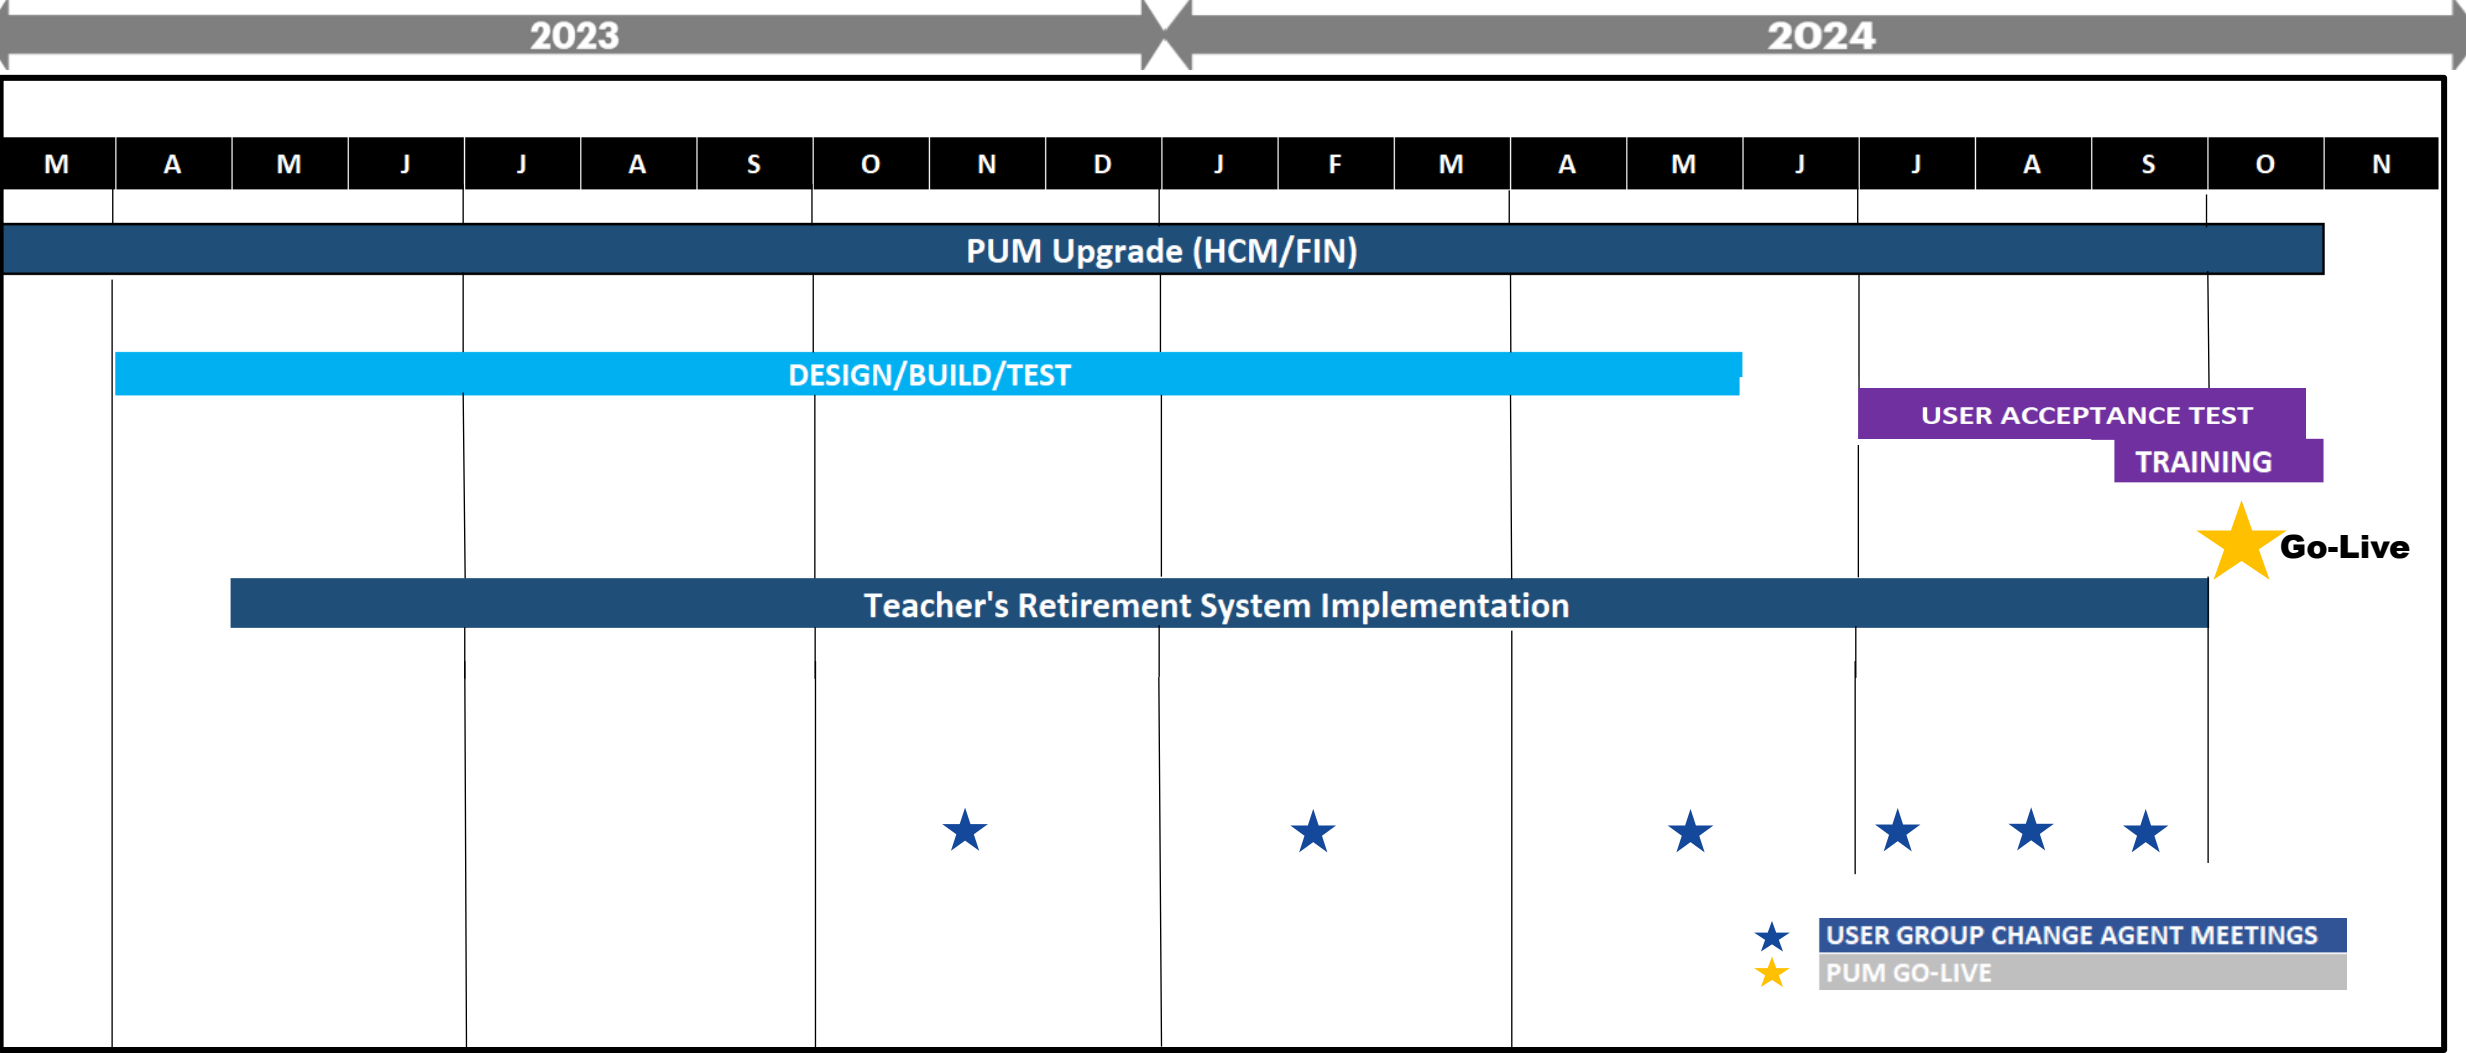 2023 2024
M A M J J A S O N D J F M A M J J A S O N
PUM Upgrade (HCM/FIN)
DESIGN/BUILD/TEST
USER ACCEPTANCE TEST
TRAINING
Go-Live
Teacher's Retirement System Implementation
USER GROUP CHANGE AGENT MEETINGS
PUM GO-LIVE